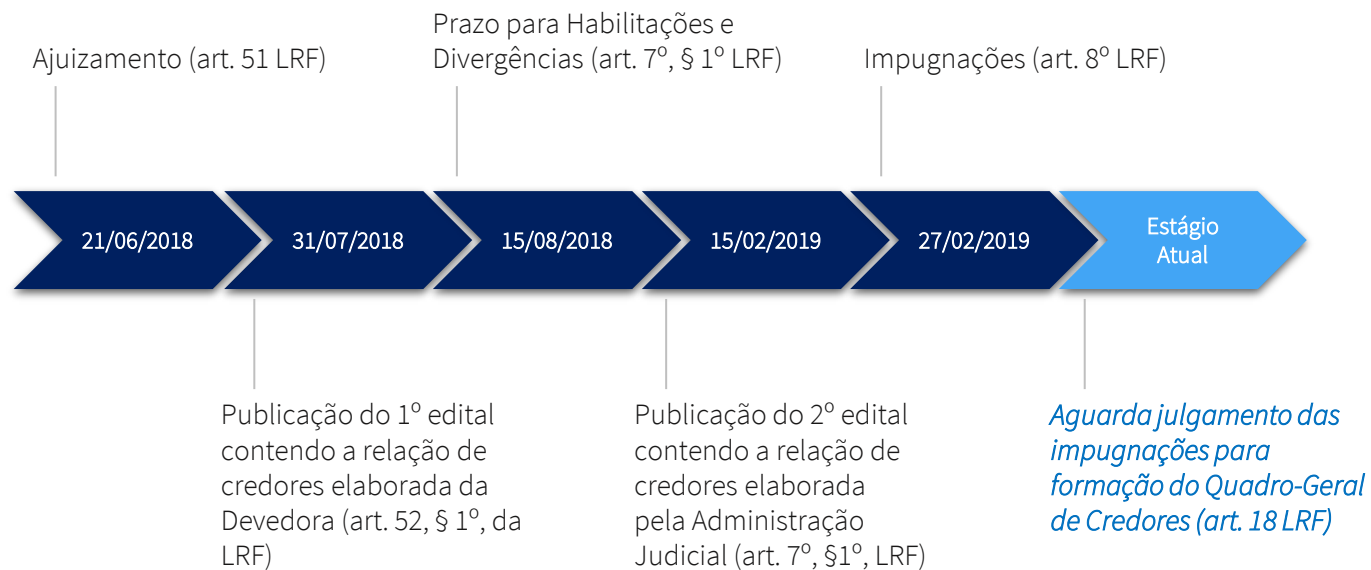 Ajuizamento (art. 51 LRF)
Prazo para Habilitações e
Divergências (art. 7º, § 1º LRF)
Impugnações (art. 8º LRF)
21/06/2018
31/07/2018
15/08/2018
15/02/2019
27/02/2019
Estágio
Atual
Publicação do 1º edital
contendo a relação de
credores elaborada da
Devedora (art. 52, § 1º, da
LRF)
Publicação do 2º edital
contendo a relação de
credores elaborada
pela Administração
Judicial (art. 7º, §1º, LRF)
Aguarda julgamento das
impugnações para
formação do Quadro-Geral
de Credores (art. 18 LRF)